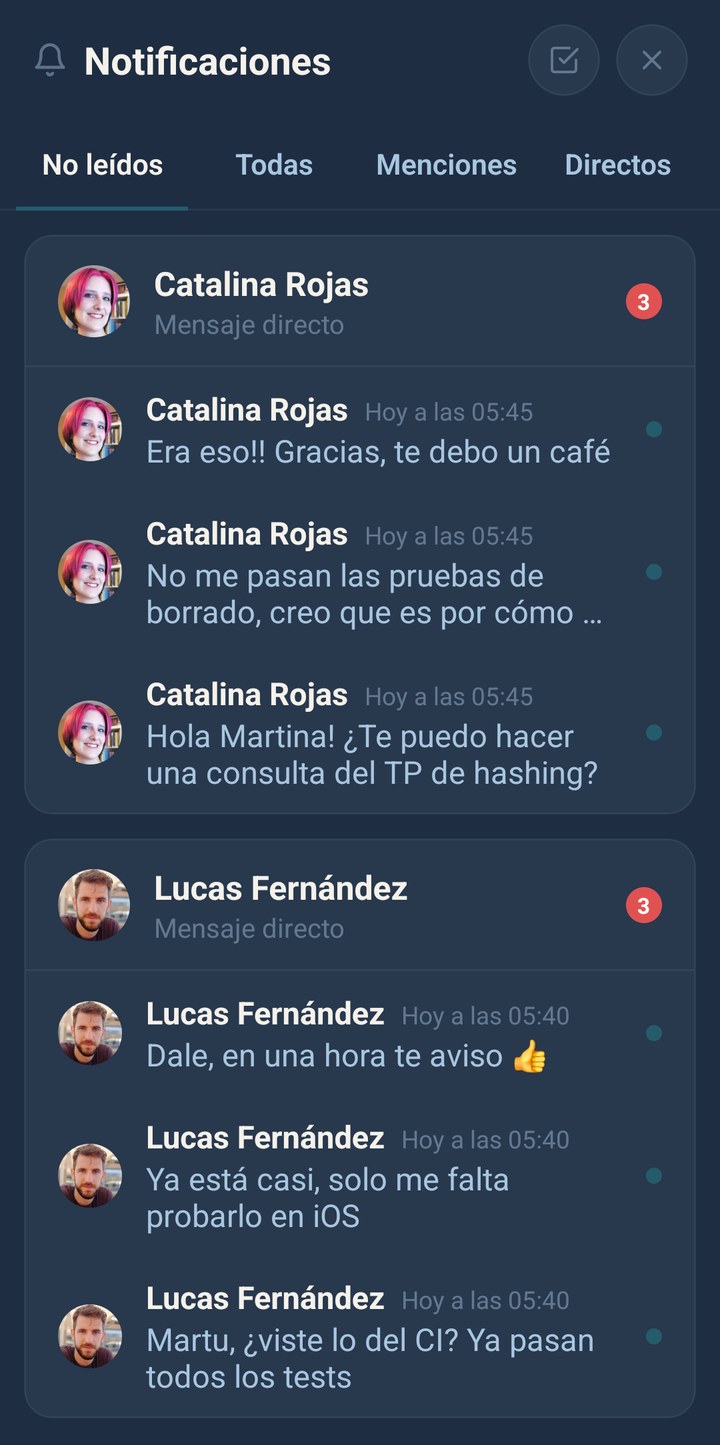 Notificaciones
No leídos Todas Menciones Directos
Catalina Rojas
Mensaje directo
3
Catalina Rojas Hoy a las 05:45
Era eso!! Gracias, te debo un café
Catalina Rojas Hoy a las 05:45
No me pasan las pruebas de
borrado, creo que es por cómo ...
Catalina Rojas Hoy a las 05:45
Hola Martina! ¿Te puedo hacer
una consulta del TP de hashing?
Lucas Fernández
Mensaje directo
3
Lucas Fernández Hoy a las 05:40
Dale, en una hora te aviso 👍
Lucas Fernández Hoy a las 05:40
Ya está casi, solo me falta
probarlo en iOS
Lucas Fernández Hoy a las 05:40
Martu, ¿viste lo del CI? Ya pasan
todos los tests